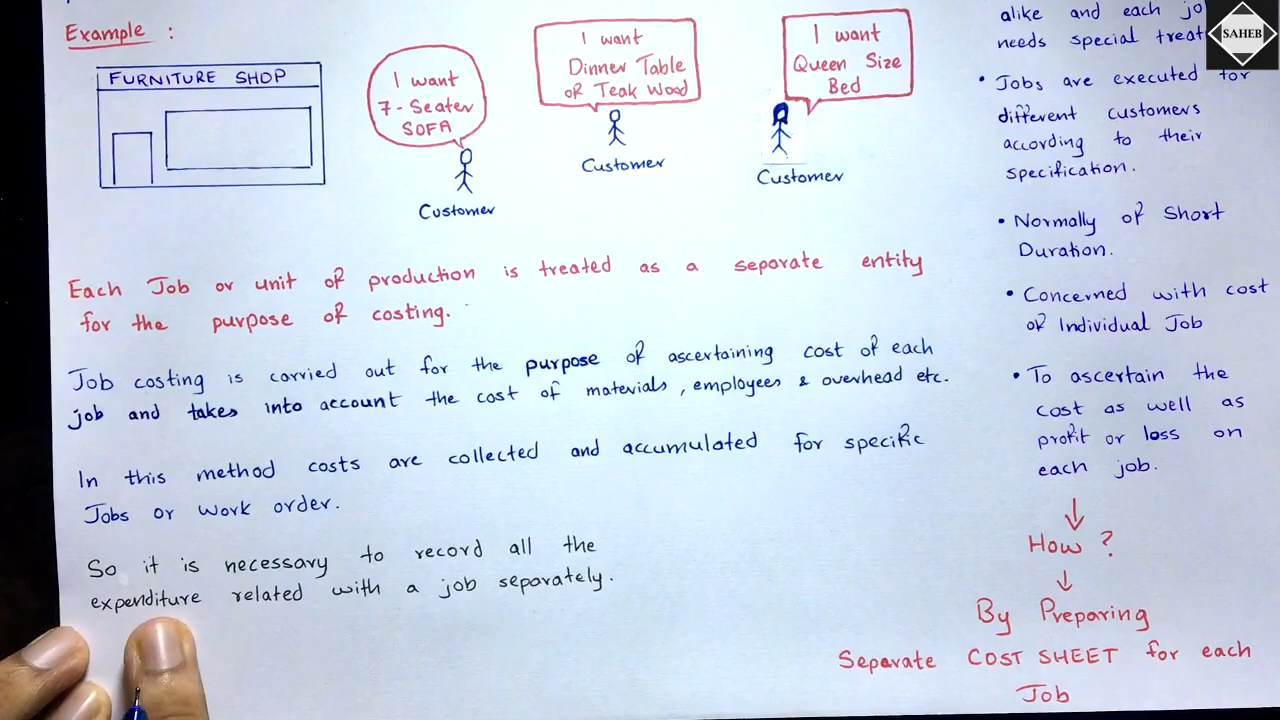 Example :
FURNITURE SHOP
I want
7-Seater
SOFA
Customer
I want
Dinner Table
of Teak Wood
Customer
I want
Queen Size
Bed
Customer
Each Job or unit of production is treated as a separate entity
for the purpose of costing.
Job costing is carried out for the purpose of ascertaining cost of each
job and takes into account the cost of materials, employees & overhead etc.
In this method costs are collected and accumulated for specific
Jobs or work order.
So it is necessary to record all the
expenditure related with a job separately.
alike and each jo
needs special treat
• Jobs are executed for
different customers
according to their
specification.
• Normally of Short
Duration.
• Concerned with cost
of Individual Job
• To ascertain the
cost as well as
profit or loss on
each job.
How ?
By Preparing
Separate COST SHEET for each
Job
SAHEB